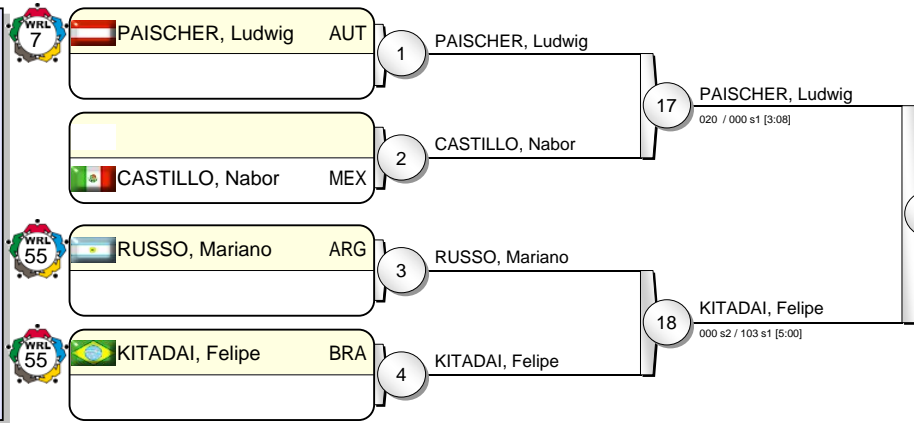 WRL
7
PAISCHER, Ludwig AUT
1
PAISCHER, Ludwig
17
PAISCHER, Ludwig
020 / 000 s1 [3:08]
2
CASTILLO, Nabor
CASTILLO, Nabor MEX
WRL
55
RUSSO, Mariano ARG
3
RUSSO, Mariano
18
KITADAI, Felipe
000 s2 / 103 s1 [5:00]
WRL
55
KITADAI, Felipe BRA
4
KITADAI, Felipe